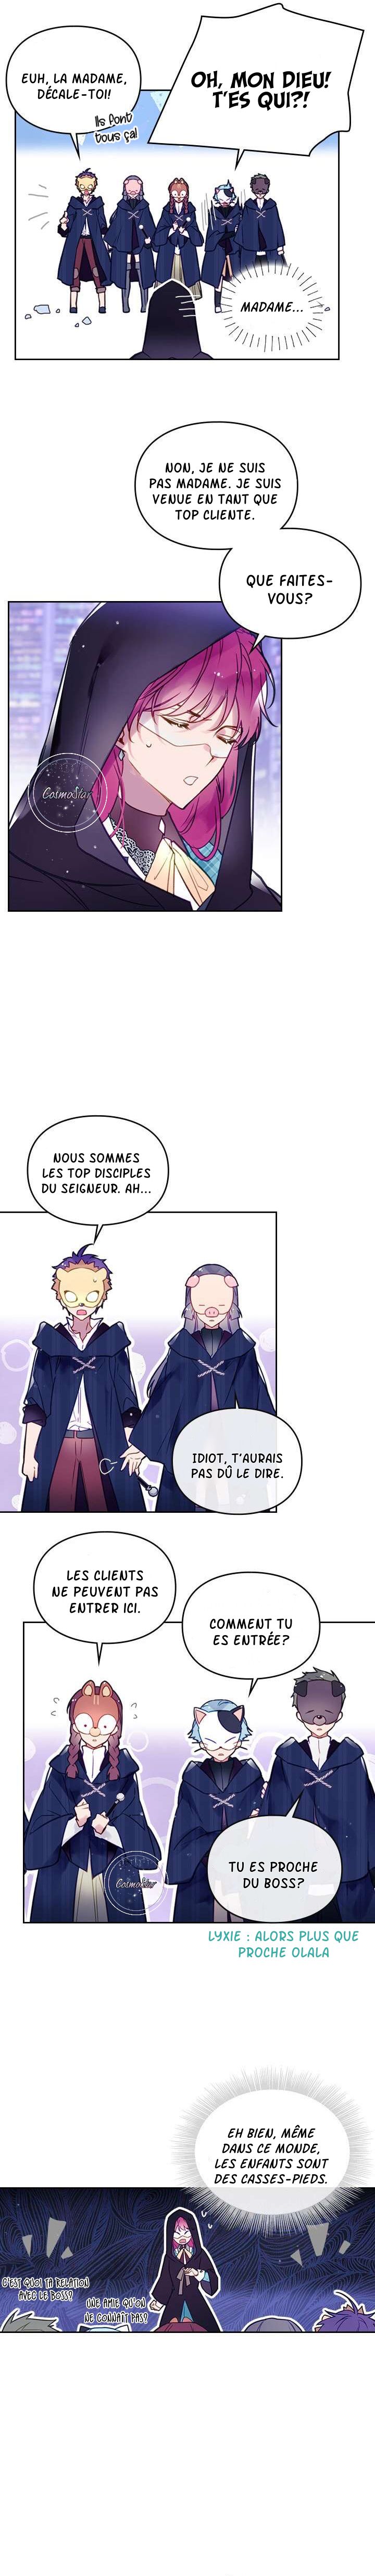 EUH, LA MADAME,
DÉCALE-TOI!
OH, MON DIEU!
T'ES QUI?!
Ils font
tous ça!
MADAME...
NON, JE NE SUIS
PAS MADAME. JE SUIS
VENUE EN TANT QUE
TOP CLIENTE.
QUE FAITES-
VOUS?
CosmoStar
NOUS SOMMES
LES TOP DISCIPLES
DU SEIGNEUR. AH...
IDIOT, T'AURAIS
PAS DÛ LE DIRE.
LES CLIENTS
NE PEUVENT PAS
ENTRER ICI.
COMMENT TU
ES ENTRÉE?
TU ES PROCHE
DU BOSS?
CosmoStar
LYXIE : ALORS PLUS QUE
PROCHE OLALA
EH BIEN, MÊME
DANS CE MONDE,
LES ENFANTS SONT
DES CASSES-PIEDS.
C'EST QUOI TA RELATION
AVEC LE BOSS?
UNE AMIE QU'ON
NE CONNAÎT PAS?